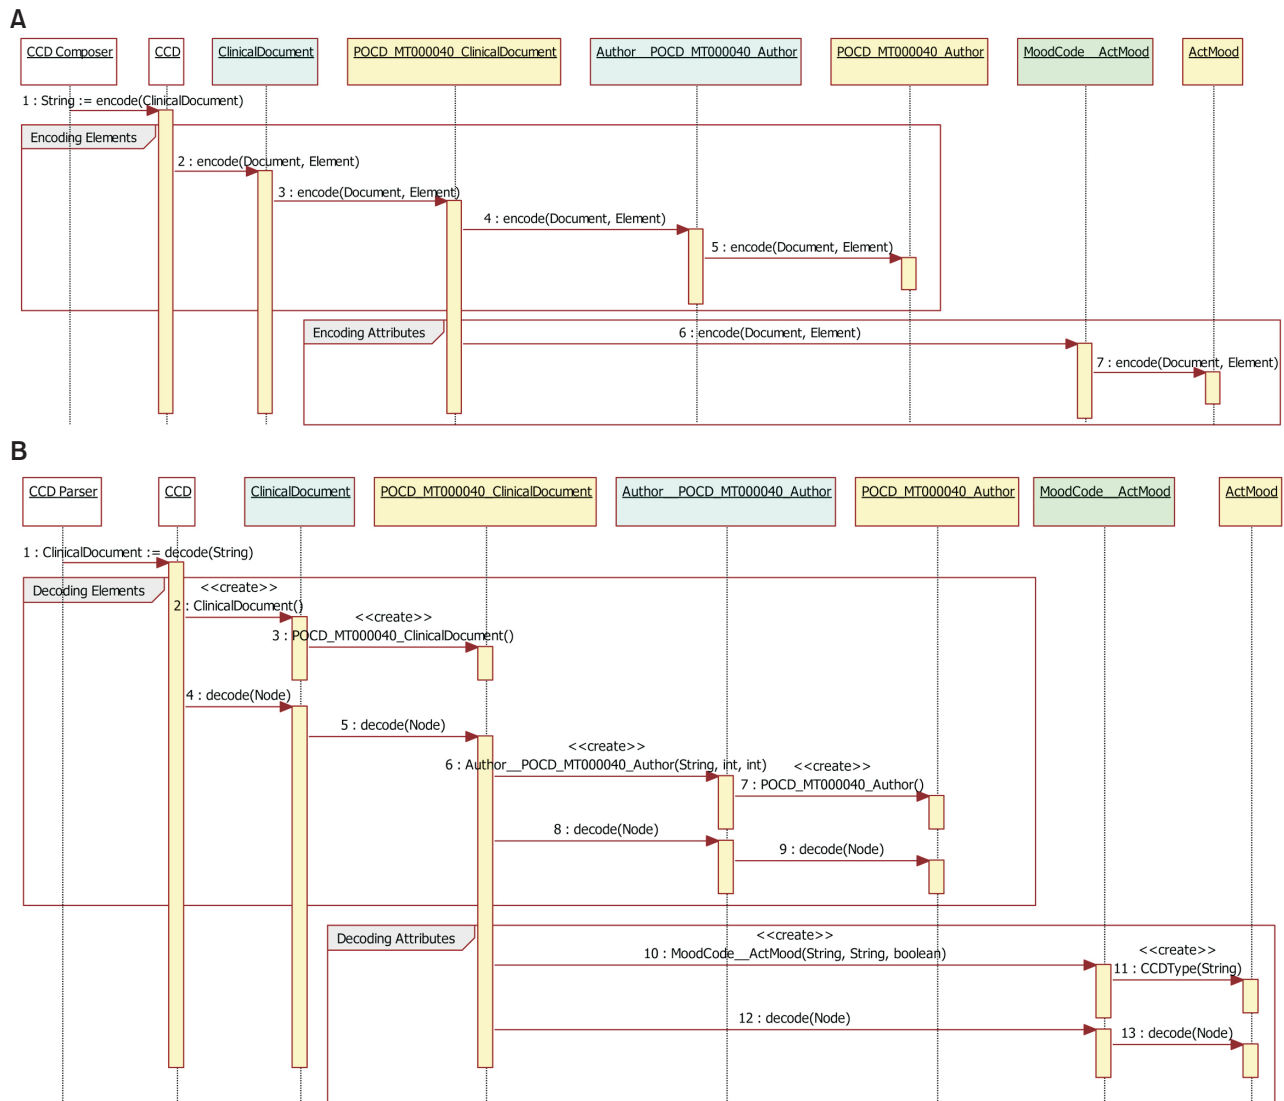 A
CCD Composer
CCD
ClinicalDocument
POCD_MT000040_ClinicalDocument
Author__POCD_MT000040_Author
POCD_MT000040_Author
MoodCode__ActMood
ActMood
1 : String := encode(ClinicalDocument)
Encoding Elements
2 : encode(Document, Element)
3 : encode(Document, Element)
4 : encode(Document, Element)
5 : encode(Document, Element)
Encoding Attributes
6 : encode(Document, Element)
7 : encode(Document, Element)
B
CCD Parser
CCD
ClinicalDocument
POCD_MT000040_ClinicalDocument
Author__POCD_MT000040_Author
POCD_MT000040_Author
MoodCode__ActMood
ActMood
1 : ClinicalDocument := decode(String)
Decoding Elements
<<create>>
2 : ClinicalDocument()
<<create>>
3 : POCD_MT000040_ClinicalDocument()
4 : decode(Node)
5 : decode(Node)
<<create>>
6 : Author__POCD_MT000040_Author(String, int, int)
<<create>>
7 : POCD_MT000040_Author()
8 : decode(Node)
9 : decode(Node)
Decoding Attributes
<<create>>
10 : MoodCode__ActMood(String, String, boolean)
<<create>>
11 : CCDType(String)
12 : decode(Node)
13 : decode(Node)